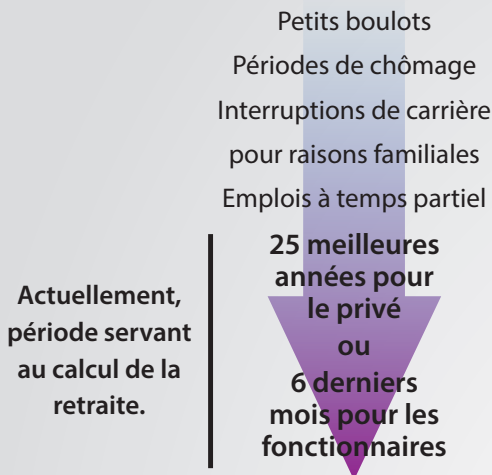 Petits boulots
Périodes de chômage
Interruptions de carrière
pour raisons familiales
Emplois à temps partiel
Actuellement,
période servant
au calcul de la
retraite.
25 meilleures
années pour
le privé
ou
6 derniers
mois pour les
fonctionnaires